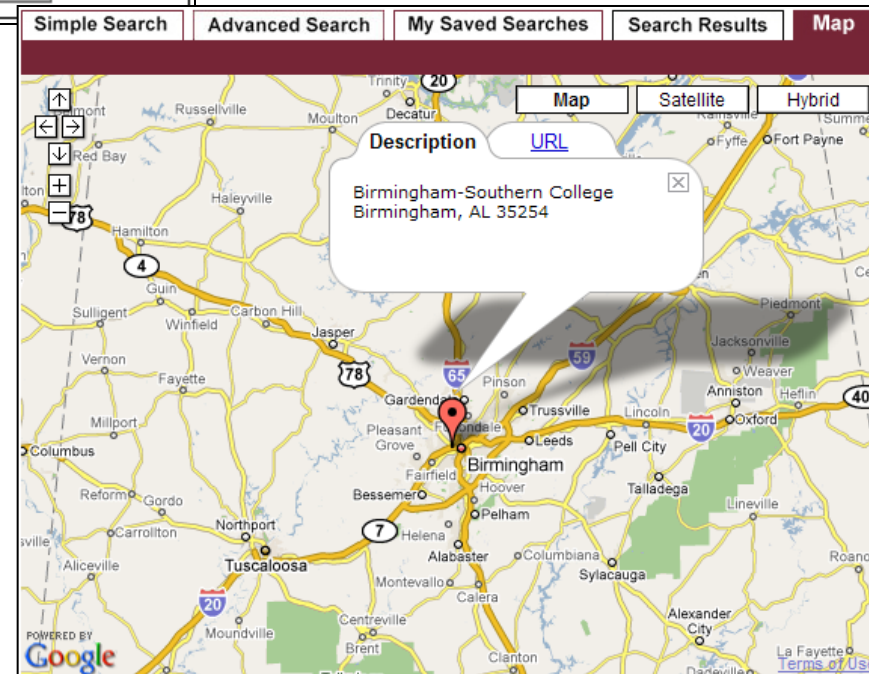 Simple Search
Advanced Search
My Saved Searches
Search Results
Map
Trinity
20
Map
Satellite
Hybrid
Russellville
Moulton
Decatur
Summe
Red Bay
Description
URL
Fyffe
Fort Payne
Birmingham-Southern College
Birmingham, AL 35254
Haleyville
78
Hamilton
4
Guin
Sulligent
Winfield
Carbon Hill
Piedmont
Jasper
Jacksonville
Vernon
59
Weaver
78
65
Pinson
Fayette
Anniston
Heflin
40
Trussville
Lincoln
20
Oxford
Millport
Pleasant
Grove
Leeds
Pell City
Columbus
Birmingham
Fairfield
Talladega
Reform
Gordo
Bessemer
Hoover
Lineville
Pelham
Northport
7
Helena
Carrollton
Alabaster
Columbiana
Roano
Aliceville
Tuscaloosa
Sylacauga
Montevallo
Calera
20
Moundville
Centreville
Alexander
City
Brent
POWERED BY
Google
Clanton
La Fayette
Dadeville
Terms of Us